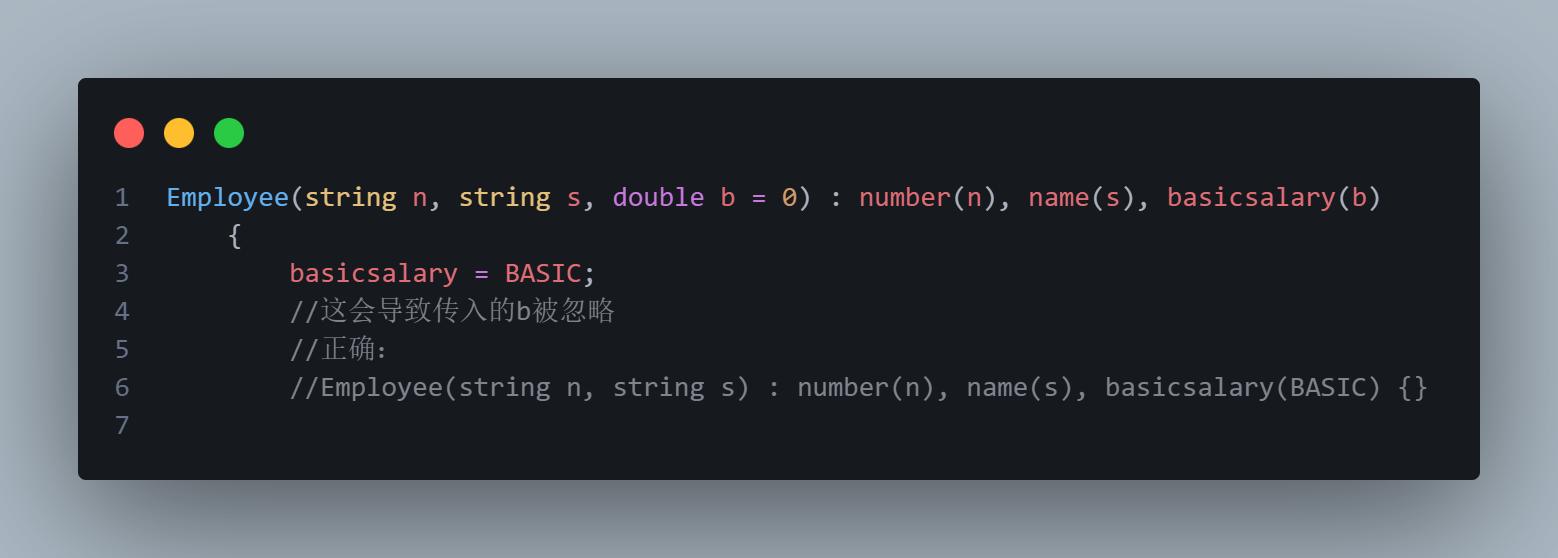 1 Employee(string n, string s, double b = 0) : number(n), name(s), basicsalary(b)
2 {
3 basicsalary = BASIC;
4 //这会导致传入的b被忽略
5 //正确：
6 //Employee(string n, string s) : number(n), name(s), basicsalary(BASIC) {}
7